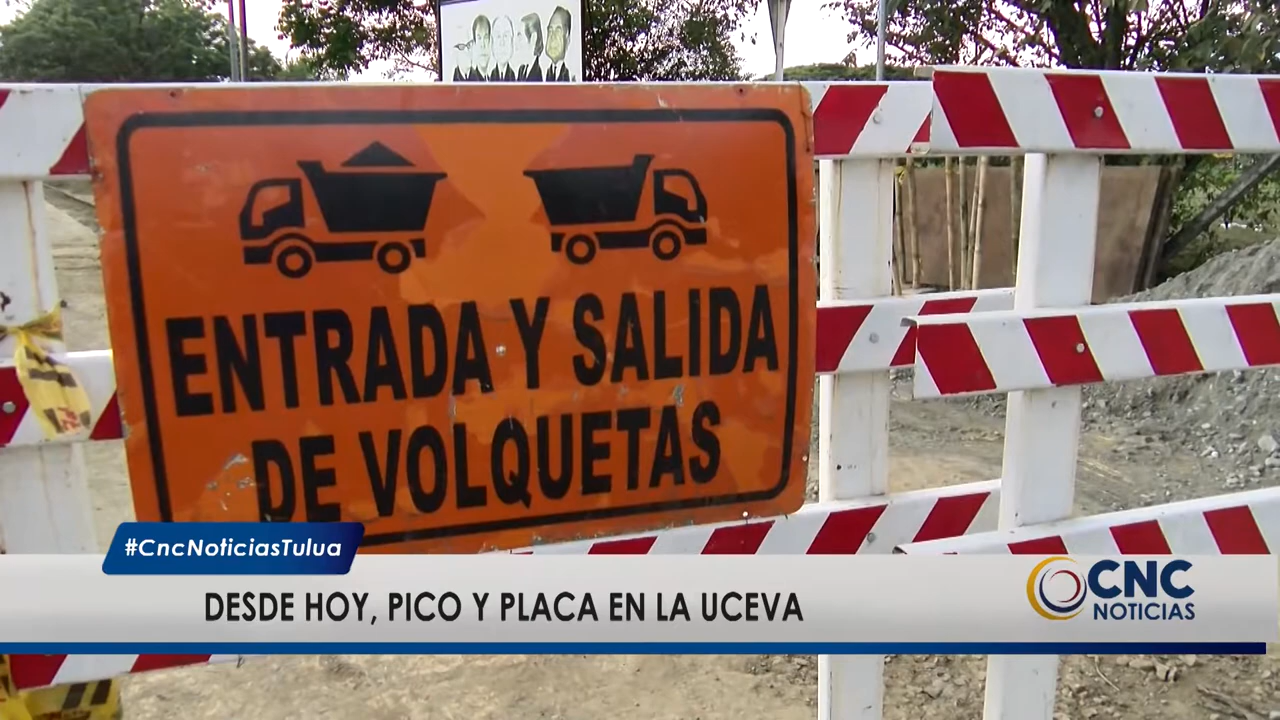 ENTRADA Y SALIDA
DE VOLQUETAS
#CncNoticiasTulua
DESDE HOY, PICO Y PLACA EN LA UCEVA
CNC
NOTICIAS